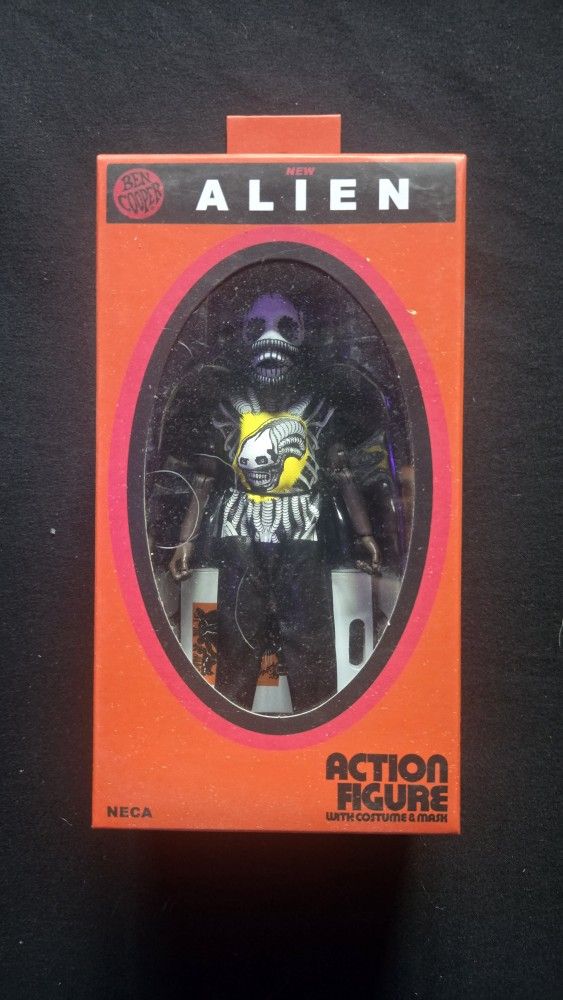 BEN
COOPER
NEW
ALIEN
ACTION
FIGURE
WITH COSTUME & MASK
NECA